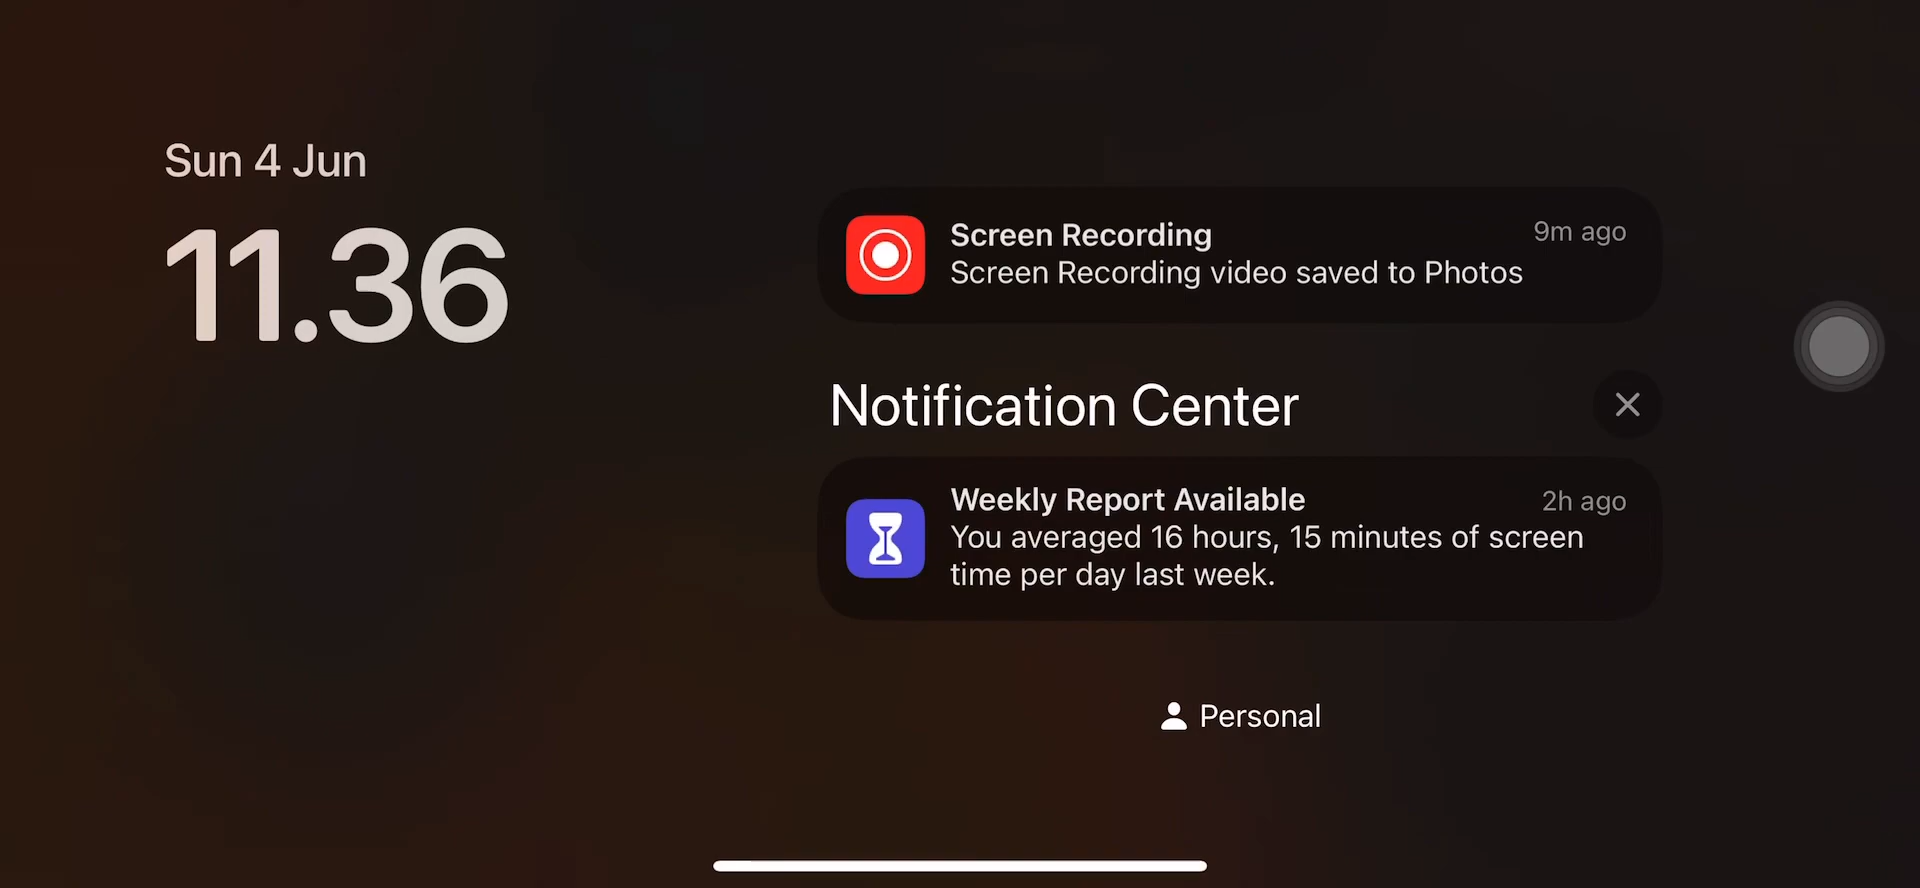 Sun 4 Jun
11.36
Screen Recording
9m ago
Screen Recording video saved to Photos
Notification Center
Weekly Report Available
2h ago
You averaged 16 hours, 15 minutes of screen
time per day last week.
Personal